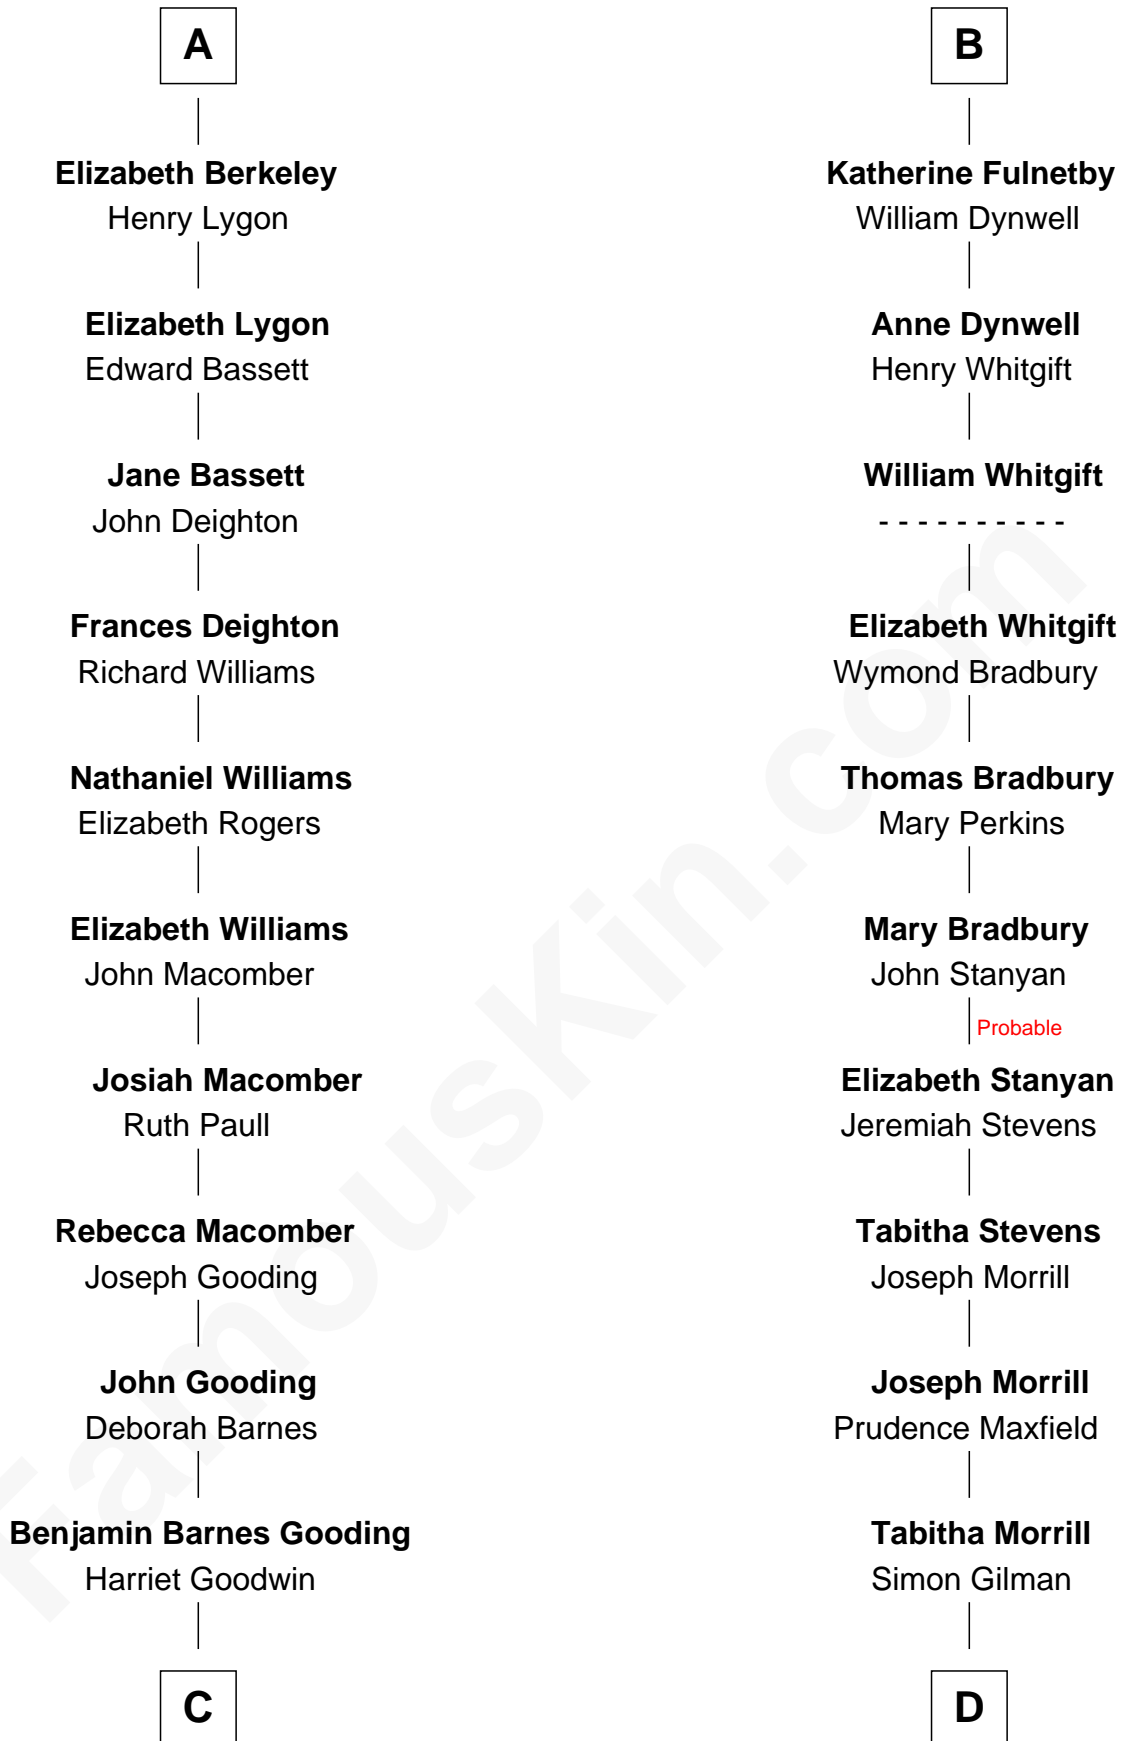 A
Elizabeth Berkeley
Henry Lygon
Elizabeth Lygon
Edward Bassett
Jane Bassett
John Deighton
Frances Deighton
Richard Williams
Nathaniel Williams
Elizabeth Rogers
Elizabeth Williams
John Macomber
Josiah Macomber
Ruth Paull
Rebecca Macomber
Joseph Gooding
John Gooding
Deborah Barnes
Benjamin Barnes Gooding
Harriet Goodwin
C
B
Katherine Fulnetby
William Dynwell
Anne Dynwell
Henry Whitgift
William Whitgift
- - - - - - - - - -
Elizabeth Whitgift
Wymond Bradbury
Thomas Bradbury
Mary Perkins
Mary Bradbury
John Stanyan
Probable
Elizabeth Stanyan
Jeremiah Stevens
Tabitha Stevens
Joseph Morrill
Joseph Morrill
Prudence Maxfield
Tabitha Morrill
Simon Gilman
D
FamousKin.com